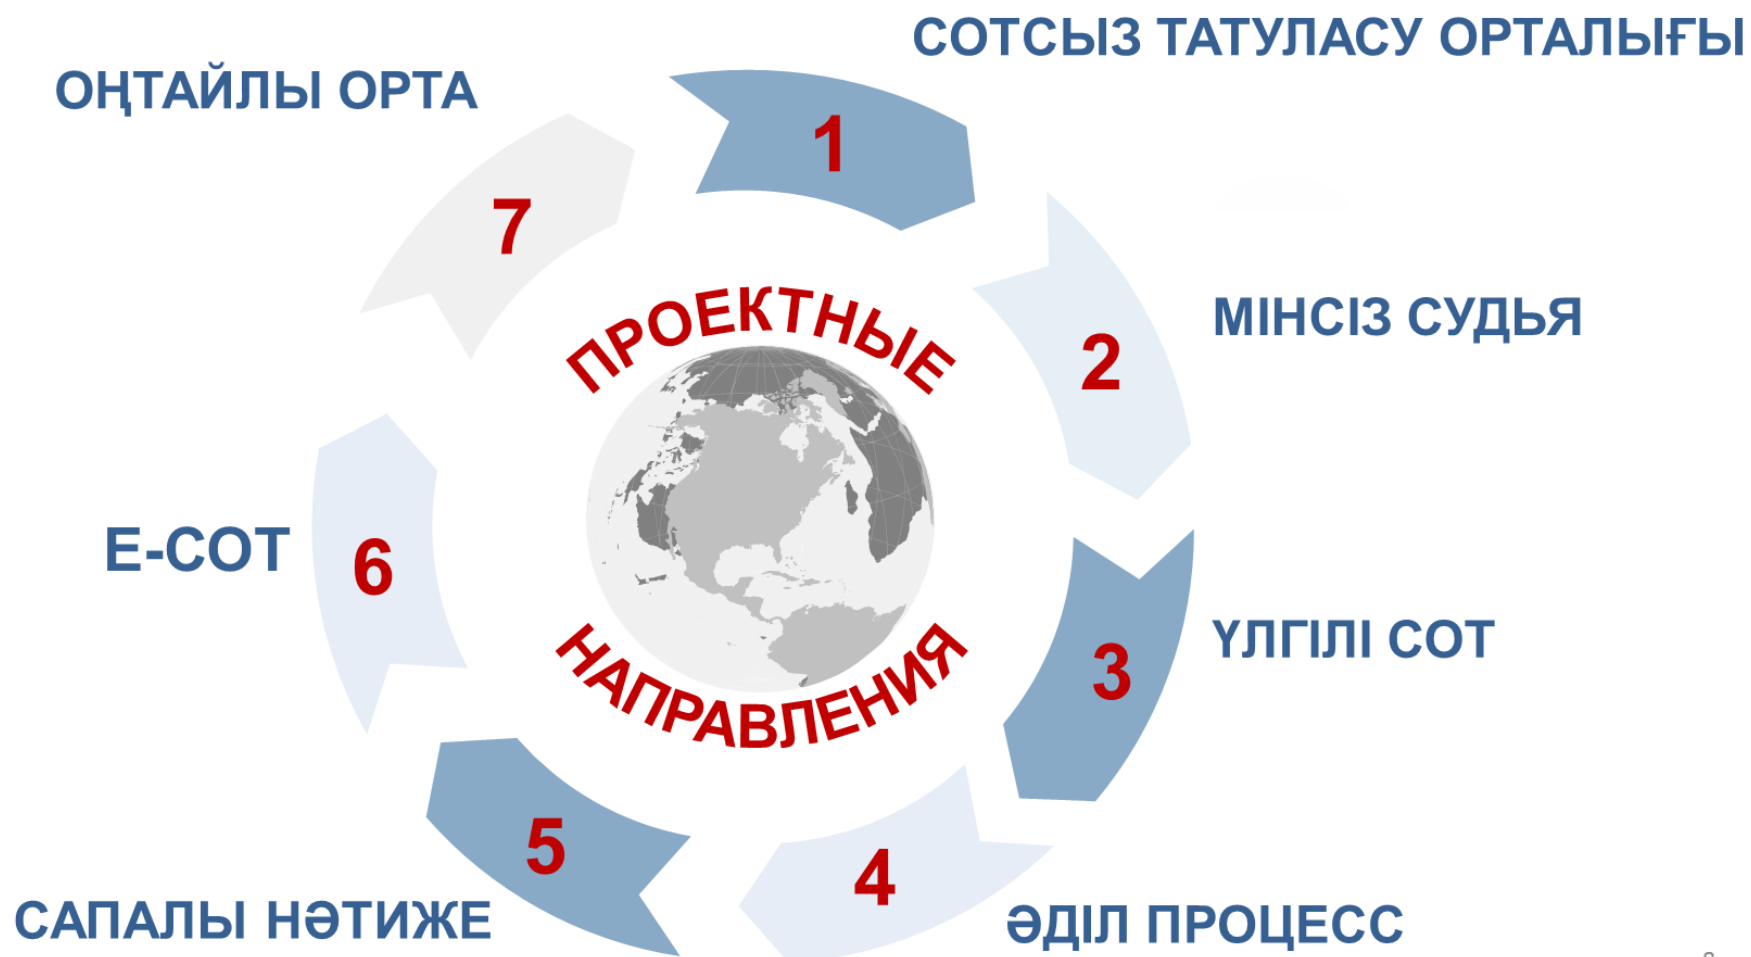 СОТСЫЗ ТАТУЛАСУ ОРТАЛЫҒЫ
ОҢТАЙЛЫ ОРТА
1
7
2
МІНСІЗ СУДЬЯ
ПРОЕКТНЫЕ
НАПРАВЛЕНИЯ
Е-СОТ
6
3
ҮЛГІЛІ СОТ
5
4
САПАЛЫ НӘТИЖЕ
ӘДІЛ ПРОЦЕСС